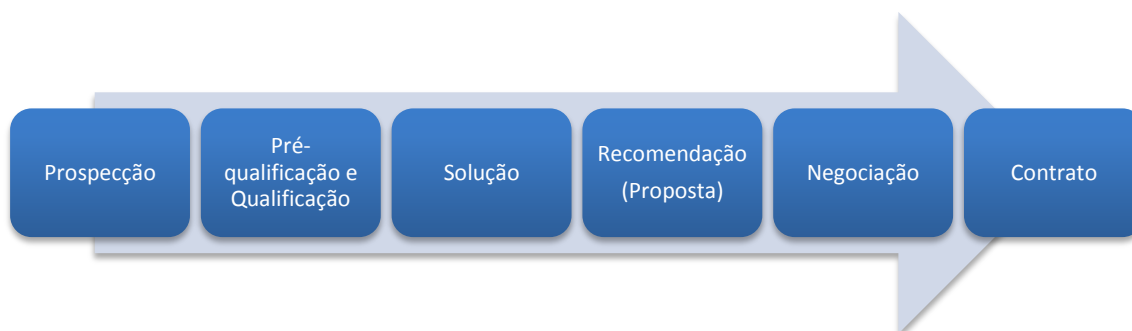 Prospecção
Pré-
qualificação e
Qualificação
Solução
Recomendação
(Proposta)
Negociação
Contrato